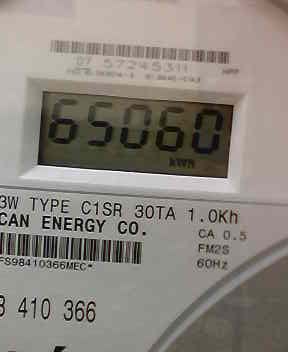 07 57245311
65060
kWh
3W TYPE C1SR 30TA 1.0Kh
CAN ENERGY CO.
CA 0.5
FM2S
60Hz
FS98410366MEC*
3 410 366